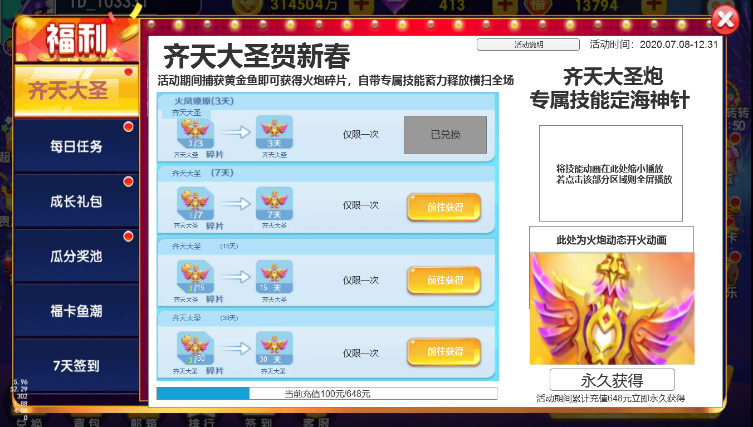 314504万
413
13794
福利
齐天大圣
每日任务
成长礼包
瓜分奖池
福卡鱼潮
7天签到
齐天大圣贺新春
活动说明
活动时间：2020.07.08-12.31
活动期间捕获黄金鱼即可获得火炮碎片，自带专属技能蓄力释放横扫全场
火凤燎原(3天)
齐天大圣
3/3
3天
齐天大圣 碎片
齐天大圣
仅限一次
已兑换
齐天大圣 (7天)
3/7
7天
齐天大圣 碎片
齐天大圣
仅限一次
前往获得
齐天大圣 (15天)
3/15
15 天
齐天大圣 碎片
齐天大圣
仅限一次
前往获得
齐天大圣 (30天)
3/30
30 天
齐天大圣 碎片
齐天大圣
仅限一次
前往获得
当前充值100元/648元
齐天大圣炮
专属技能定海神针
将技能动画在此处缩小播放
若点击该部分区域则全屏播放
此处为火炮动态开火动画
永久获得
活动期间累计充值648元立即永久获得
5.96
52.29
302